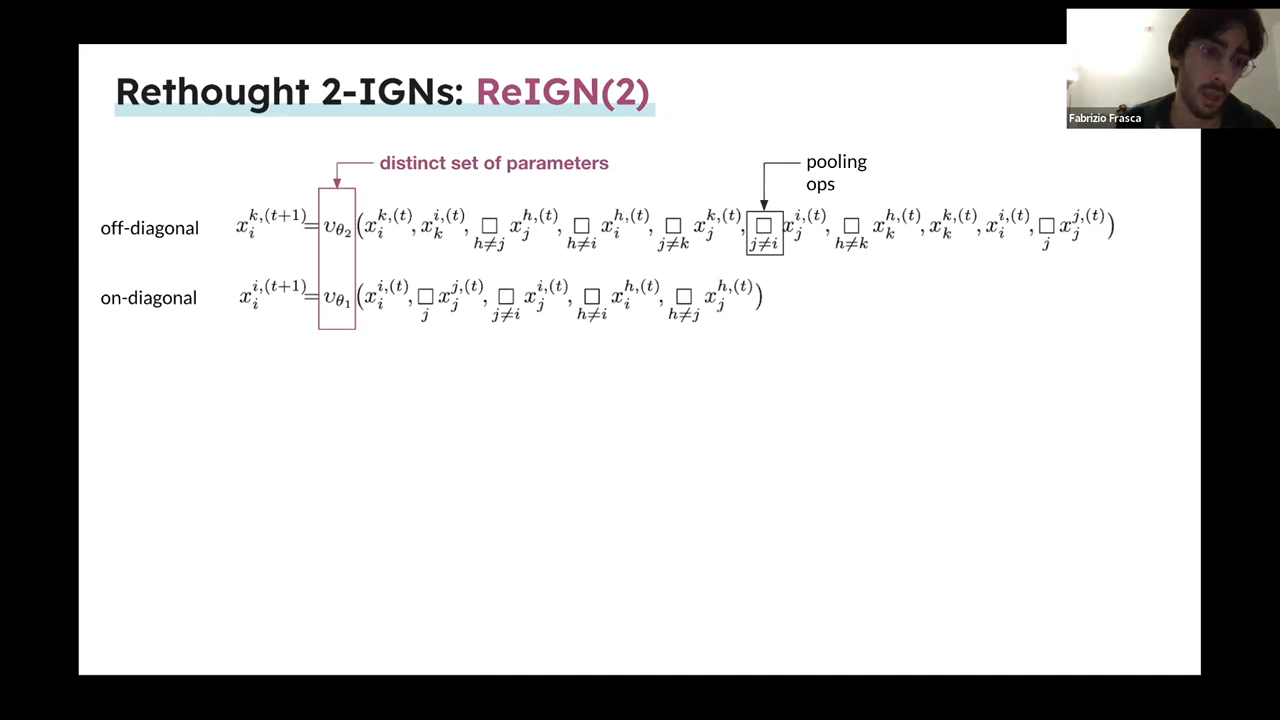 Rethought 2-IGNs: ReIGN(2)
Fabrizio Frasca
distinct set of parameters
pooling
ops
off-diagonal x_i^{k,(t+1)} = υ_{θ_2}(x_i^{k,(t)}, x_k^{i,(t)}, □_{h≠j} x_j^{h,(t)}, □_{h≠i} x_i^{h,(t)}, □_{j≠k} x_j^{k,(t)}, □_{j≠i} x_j^{i,(t)}, □_{h≠k} x_k^{h,(t)}, x_k^{k,(t)}, x_i^{i,(t)}, □_j x_j^{j,(t)})
on-diagonal x_i^{i,(t+1)} = υ_{θ_1}(x_i^{i,(t)}, □_j x_j^{j,(t)}, □_{j≠i} x_j^{i,(t)}, □_{h≠i} x_i^{h,(t)}, □_{h≠j} x_j^{h,(t)})